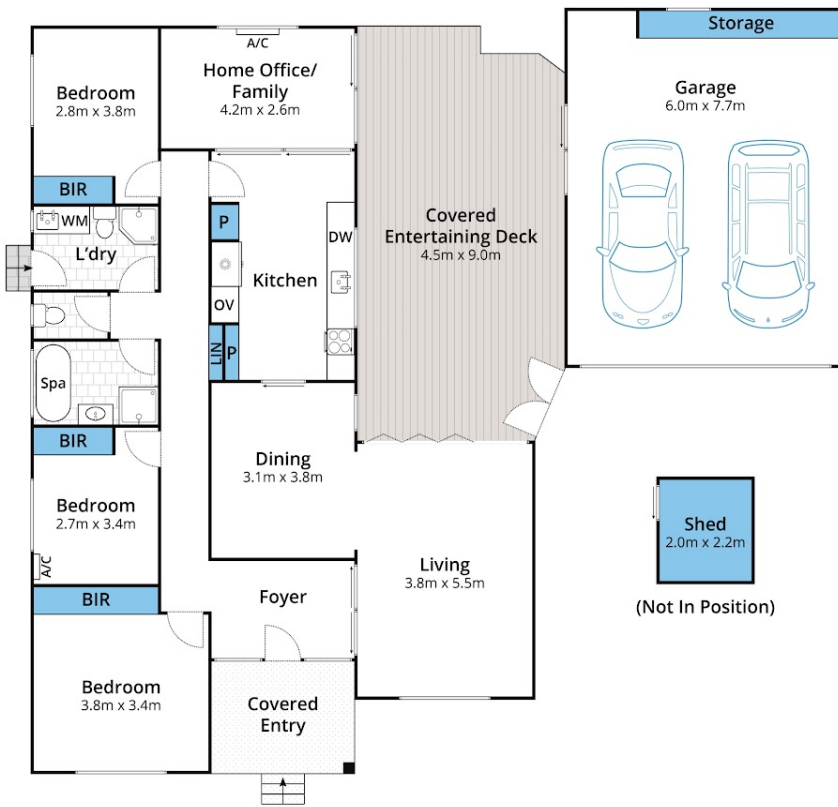 Storage
A/C
Bedroom
2.8m x 3.8m
Home Office/
Family
4.2m x 2.6m
Garage
6.0m x 7.7m
BIR
WM
L'dry
P
DW
Kitchen
OV
LIN
P
Covered
Entertaining Deck
4.5m x 9.0m
Spa
BIR
Dining
3.1m x 3.8m
Bedroom
2.7m x 3.4m
A/C
Living
3.8m x 5.5m
Shed
2.0m x 2.2m
(Not In Position)
BIR
Foyer
Bedroom
3.8m x 3.4m
Covered
Entry